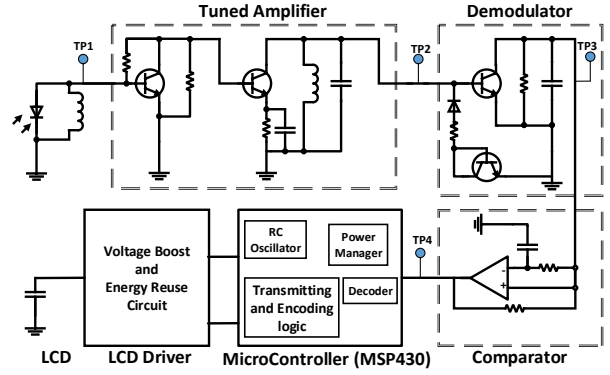 Tuned Amplifier
Demodulator
TP1
TP2
TP3
TP4
RC
Oscillator
Power
Manager
Voltage Boost
and
Energy Reuse
Circuit
Transmitting
and Encoding
logic
Decoder
-
+
LCD
LCD Driver
MicroController (MSP430)
Comparator